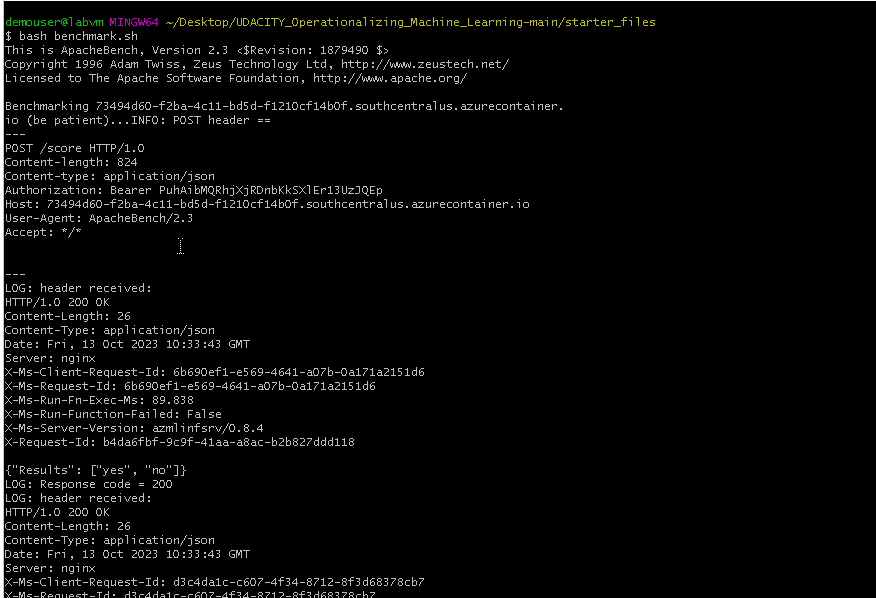 demouser@labvm MINGW64 ~/Desktop/UDACITY_Operationalizing_Machine_Learning-main/starter_files
$ bash benchmark.sh
This is ApacheBench, Version 2.3 <$Revision: 1879490 $>
Copyright 1996 Adam Twiss, Zeus Technology Ltd, http://www.zeustech.net/
Licensed to The Apache Software Foundation, http://www.apache.org/
Benchmarking 73494d60-f2ba-4c11-bd5d-f1210cf14b0f.southcentralus.azurecontainer.
io (be patient)...INFO: POST header ==
---
POST /score HTTP/1.0
Content-length: 824
Content-type: application/json
Authorization: Bearer PuhAibMQRhjXjRDnbKkSXlEr13UzJQEp
Host: 73494d60-f2ba-4c11-bd5d-f1210cf14b0f.southcentralus.azurecontainer.io
User-Agent: ApacheBench/2.3
Accept: */*
---
LOG: header received:
HTTP/1.0 200 OK
Content-Length: 26
Content-Type: application/json
Date: Fri, 13 Oct 2023 10:33:43 GMT
Server: nginx
X-Ms-Client-Request-Id: 6b690ef1-e569-4641-a07b-0a171a2151d6
X-Ms-Request-Id: 6b690ef1-e569-4641-a07b-0a171a2151d6
X-Ms-Run-Fn-Exec-Ms: 89.838
X-Ms-Run-Function-Failed: False
X-Ms-Server-Version: azmlinfsrv/0.8.4
X-Request-Id: b4da6fbf-9c9f-41aa-a8ac-b2b827ddd118
{"Results": ["yes", "no"]}
LOG: Response code = 200
LOG: header received:
HTTP/1.0 200 OK
Content-Length: 26
Content-Type: application/json
Date: Fri, 13 Oct 2023 10:33:43 GMT
Server: nginx
X-Ms-Client-Request-Id: d3c4da1c-c607-4f34-8712-8f3d68378cb7
X-Ms-Request-Id: d3c4da1c-c607-4f34-8712-8f3d68378cb7